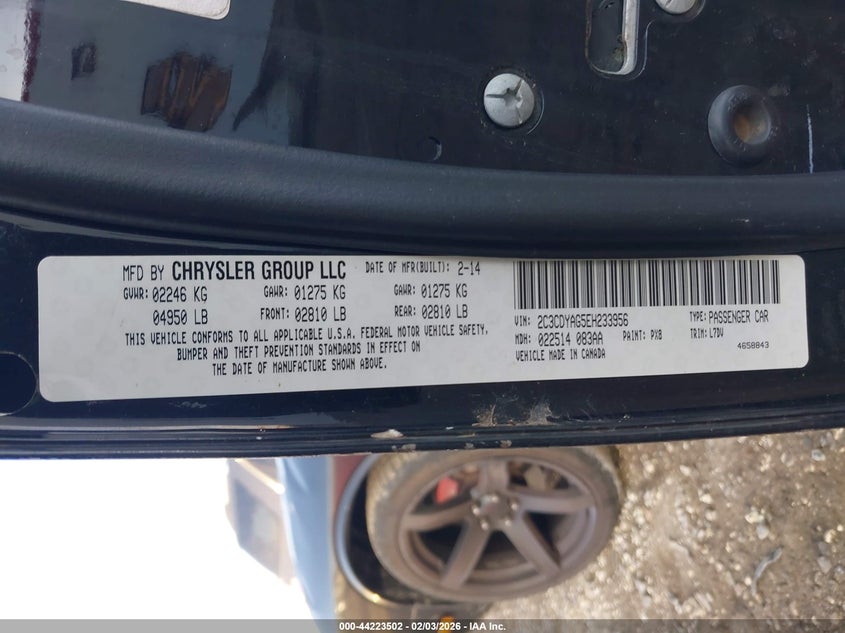 MFD BY CHRYSLER GROUP LLC DATE OF MFR(BUILT): 2-14
GVWR: 02246 KG GAWR: 01275 KG GAWR: 01275 KG
04950 LB FRONT: 02810 LB REAR: 02810 LB
THIS VEHICLE CONFORMS TO ALL APPLICABLE U.S.A. FEDERAL MOTOR VEHICLE SAFETY,
BUMPER AND THEFT PREVENTION STANDARDS IN EFFECT ON
THE DATE OF MANUFACTURE SHOWN ABOVE.
VIN: 2C3CDYAG5EH233956 TYPE: PASSENGER CAR
MDH: 022514 083AA PAINT: PX8 TRIM: L7DV
VEHICLE MADE IN CANADA 4658843
000-44223502 — 02/03/2026 — IAA Inc.